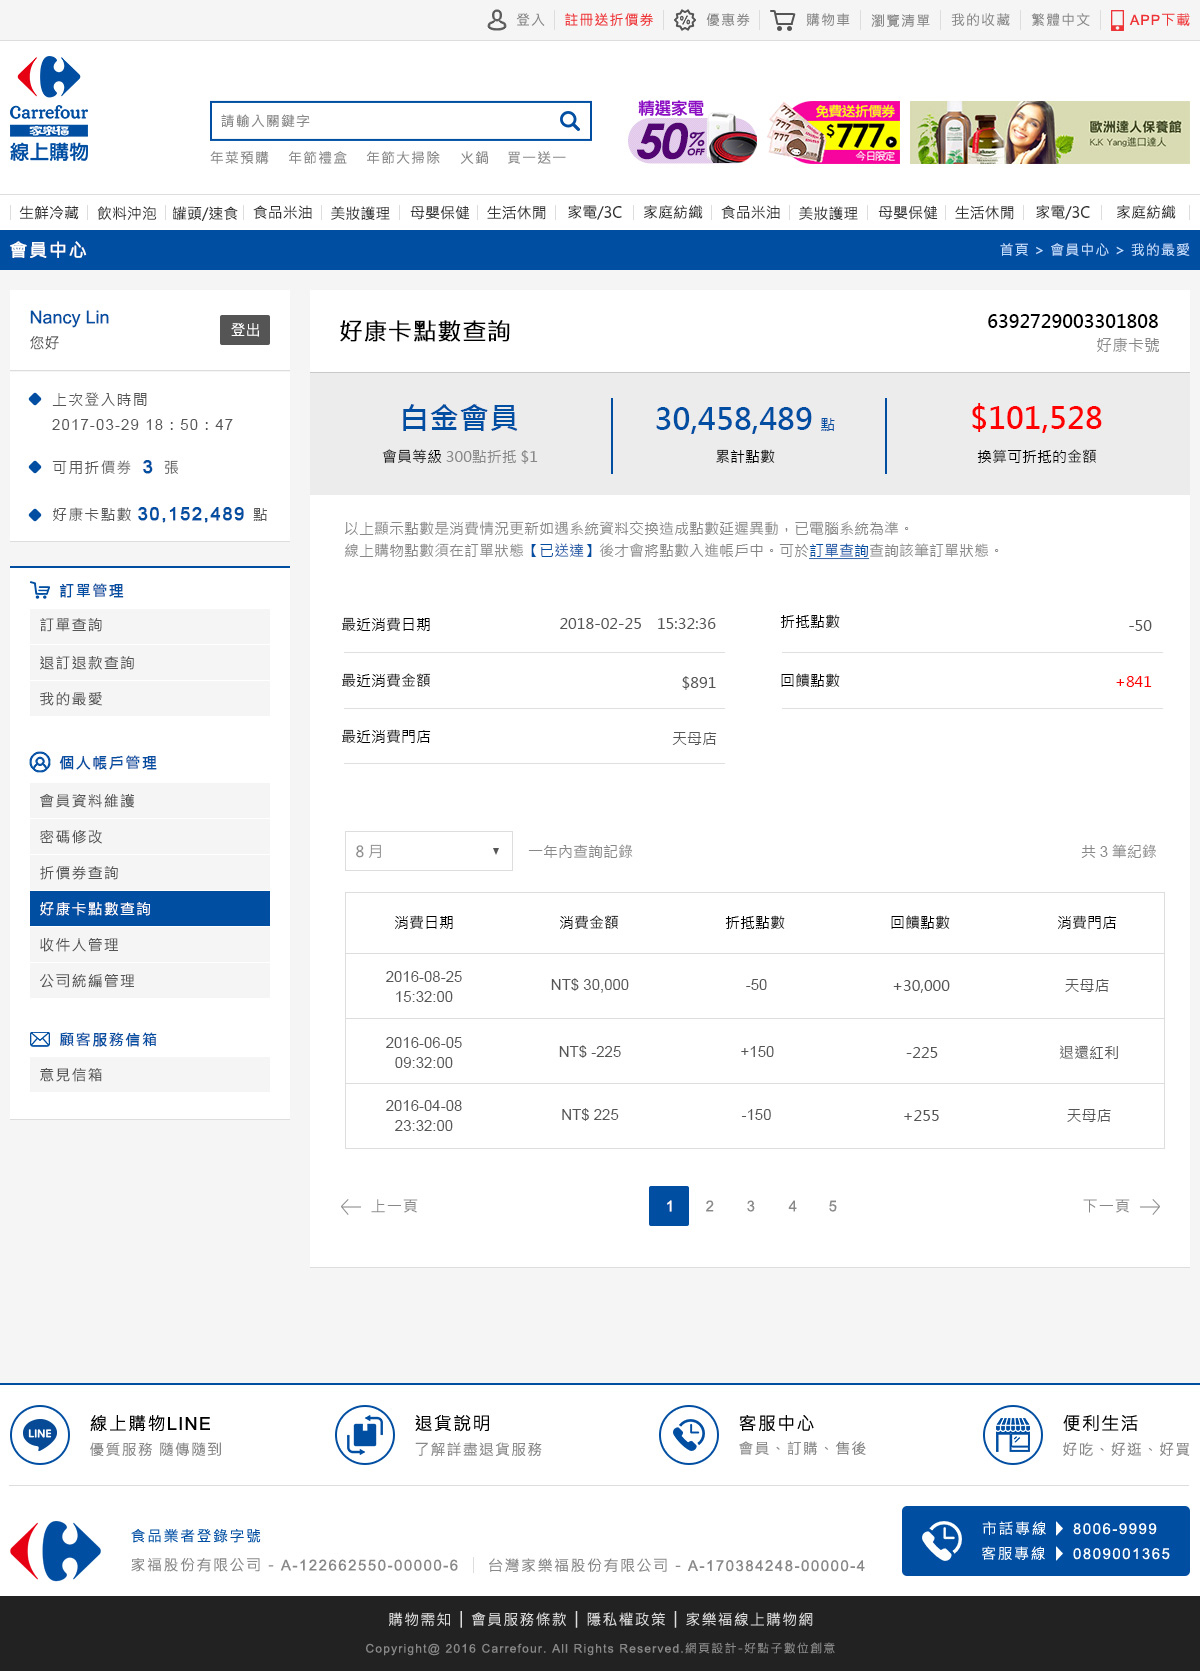 登入 註冊送折價券 優惠券 購物車 瀏覽清單 我的收藏 繁體中文 APP下載
Carrefour
家樂福
線上購物
請輸入關鍵字
年菜預購 年節禮盒 年節大掃除 火鍋 買一送一
精選家電
50%OFF
免費送折價券
$777
今日限定
歐洲達人保養館
K.K Yang進口達人
生鮮冷藏 飲料沖泡 罐頭/速食 食品米油 美妝護理 母嬰保健 生活休閒 家電/3C 家庭紡織 食品米油 美妝護理 母嬰保健 生活休閒 家電/3C 家庭紡織
會員中心
首頁 > 會員中心 > 我的最愛
Nancy Lin
您好
登出
上次登入時間
2017-03-29 18 : 50 : 47
可用折價券 3 張
好康卡點數 30,152,489 點
訂單管理
訂單查詢
退訂退款查詢
我的最愛
個人帳戶管理
會員資料維護
密碼修改
折價券查詢
好康卡點數查詢
收件人管理
公司統編管理
顧客服務信箱
意見信箱
好康卡點數查詢
6392729003301808
好康卡號
白金會員
會員等級 300點折抵 $1
30,458,489 點
累計點數
$101,528
換算可折抵的金額
以上顯示點數是消費情況更新如遇系統資料交換造成點數延遲異動，已電腦系統為準。
線上購物點數須在訂單狀態【已送達】後才會將點數入進帳戶中。可於訂單查詢查詢該筆訂單狀態。
最近消費日期 2018-02-25 15:32:36
折抵點數 -50
最近消費金額 $891
回饋點數 +841
最近消費門店 天母店
8 月 ▼ 一年內查詢記錄
共 3 筆紀錄
消費日期 消費金額 折抵點數 回饋點數 消費門店
2016-08-25
15:32:00 NT$ 30,000 -50 +30,000 天母店
2016-06-05
09:32:00 NT$ -225 +150 -225 退還紅利
2016-04-08
23:32:00 NT$ 225 -150 +255 天母店
上一頁 1 2 3 4 5 下一頁
LINE
線上購物LINE
優質服務 隨傳隨到
退貨說明
了解詳盡退貨服務
客服中心
會員、訂購、售後
便利生活
好吃、好逛、好買
食品業者登錄字號
家福股份有限公司 - A-122662550-00000-6 台灣家樂福股份有限公司 - A-170384248-00000-4
市話專線 8006-9999
客服專線 0809001365
購物需知 | 會員服務條款 | 隱私權政策 | 家樂福線上購物網
Copyright@ 2016 Carrefour. All Rights Reserved.網頁設計-好點子數位創意